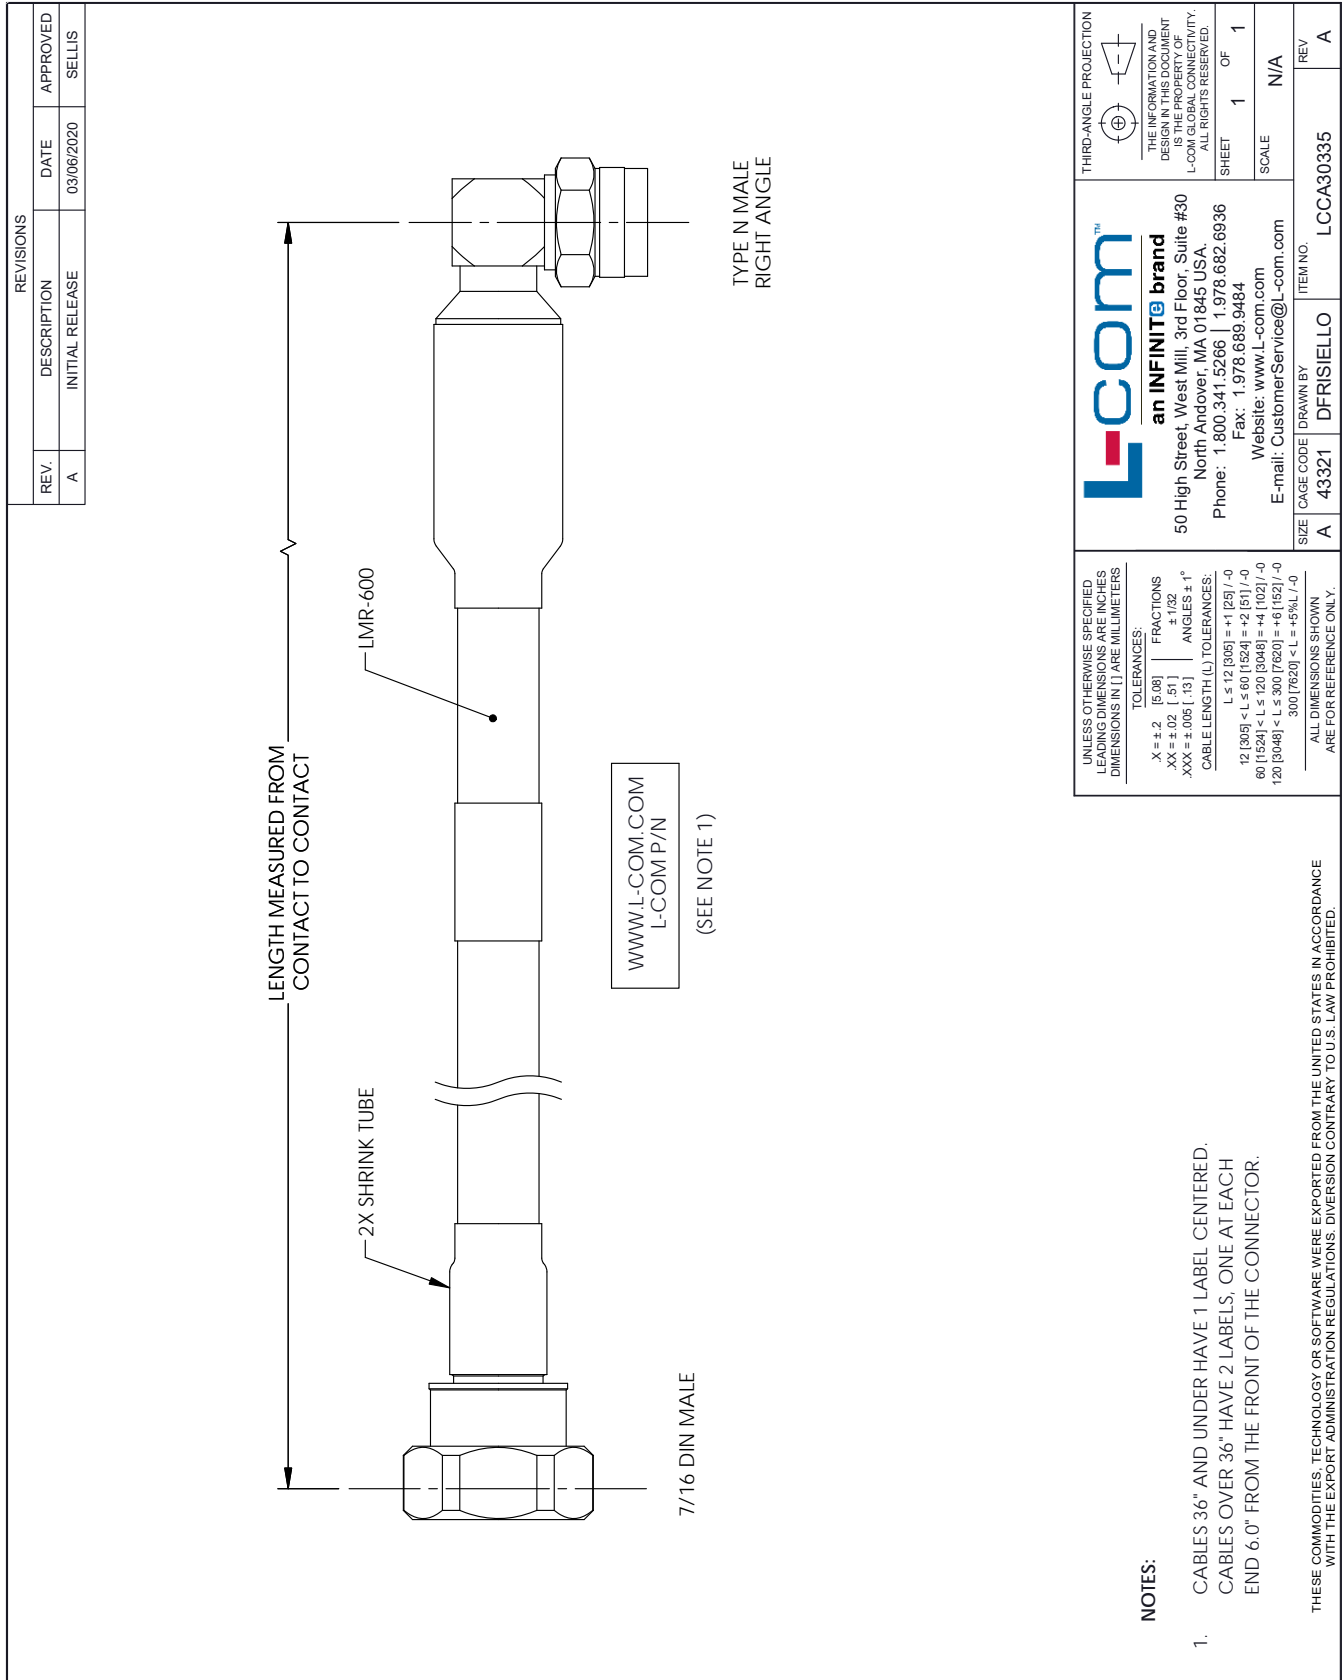 REVISIONS
REV. DESCRIPTION DATE APPROVED
A INITIAL RELEASE 03/06/2020 SELLIS
LENGTH MEASURED FROM
CONTACT TO CONTACT
2X SHRINK TUBE
LMR-600
7/16 DIN MALE
WWW.L-COM.COM
L-COM P/N
(SEE NOTE 1)
TYPE N MALE
RIGHT ANGLE
NOTES:
1. CABLES 36" AND UNDER HAVE 1 LABEL CENTERED.
CABLES OVER 36" HAVE 2 LABELS, ONE AT EACH
END 6.0" FROM THE FRONT OF THE CONNECTOR.
THESE COMMODITIES, TECHNOLOGY OR SOFTWARE WERE EXPORTED FROM THE UNITED STATES IN ACCORDANCE
WITH THE EXPORT ADMINISTRATION REGULATIONS. DIVERSION CONTRARY TO U.S. LAW PROHIBITED.
UNLESS OTHERWISE SPECIFIED
LEADING DIMENSIONS ARE INCHES
DIMENSIONS IN [ ] ARE MILLIMETERS
TOLERANCES:
.X = ±.2 [5.08] FRACTIONS
.XX = ±.02 [.51] ± 1/32
.XXX = ±.005 [.13] ANGLES ± 1°
CABLE LENGTH (L) TOLERANCES:
L ≤ 12 [305] = +1 [25] / -0
12 [305] < L ≤ 60 [1524] = +2 [51] / -0
60 [1524] < L ≤ 120 [3048] = +4 [102] / -0
120 [3048] < L ≤ 300 [7620] = +6 [152] / -0
300 [7620] < L = +5%L / -0
ALL DIMENSIONS SHOWN
ARE FOR REFERENCE ONLY.
L-com™
an INFINITe brand
50 High Street, West Mill, 3rd Floor, Suite #30
North Andover, MA 01845 USA.
Phone: 1.800.341.5266 | 1.978.682.6936
Fax: 1.978.689.9484
Website: www.L-com.com
E-mail: CustomerService@L-com.com
THIRD-ANGLE PROJECTION
THE INFORMATION AND
DESIGN IN THIS DOCUMENT
IS THE PROPERTY OF
L-COM GLOBAL CONNECTIVITY.
ALL RIGHTS RESERVED.
SHEET 1 OF 1
SCALE N/A
SIZE CAGE CODE DRAWN BY ITEM NO. REV
A 43321 DFRISIELLO LCCA30335 A